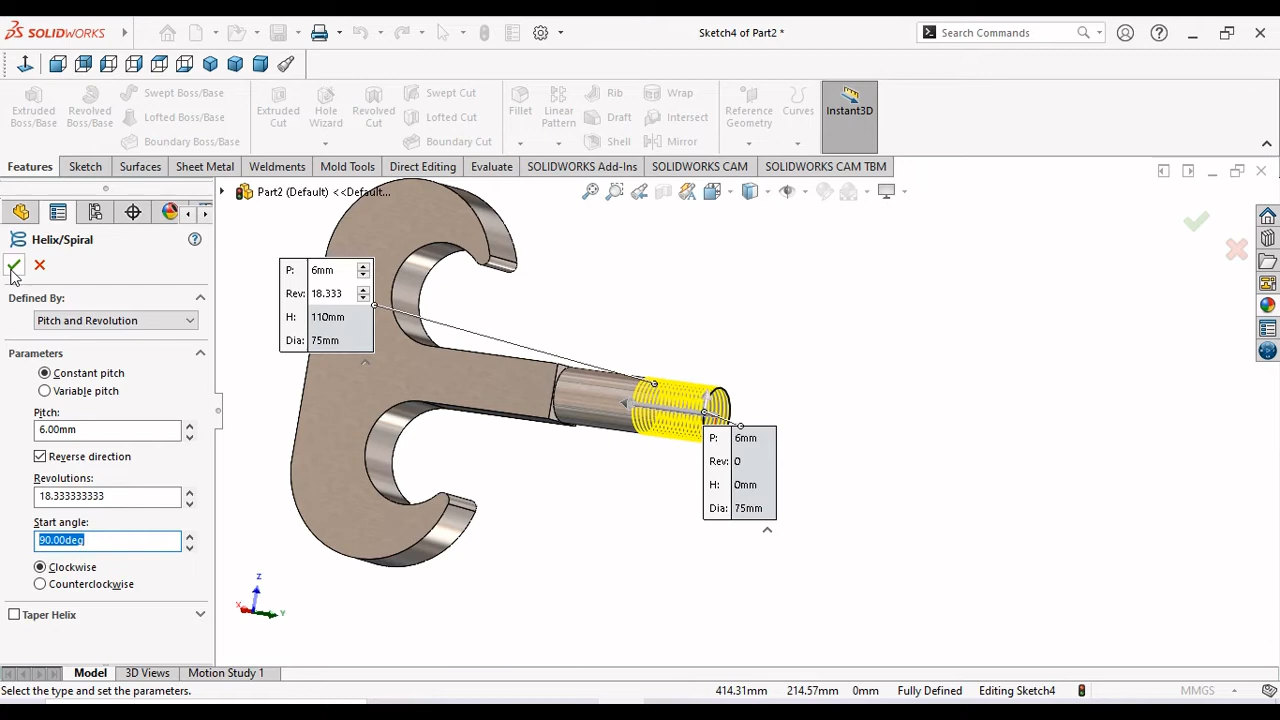 SOLIDWORKS
Sketch4 of Part2 *
Search Commands
Extruded Boss/Base
Revolved Boss/Base
Swept Boss/Base
Lofted Boss/Base
Boundary Boss/Base
Extruded Cut
Hole Wizard
Revolved Cut
Swept Cut
Lofted Cut
Boundary Cut
Fillet
Linear Pattern
Rib
Draft
Shell
Wrap
Intersect
Mirror
Reference Geometry
Curves
Instant3D
Features
Sketch
Surfaces
Sheet Metal
Weldments
Mold Tools
Direct Editing
Evaluate
SOLIDWORKS Add-Ins
SOLIDWORKS CAM
SOLIDWORKS CAM TBM
Part2 (Default) <<Default...
Helix/Spiral
Defined By:
Pitch and Revolution
Parameters
Constant pitch
Variable pitch
Pitch:
6.00mm
Reverse direction
Revolutions:
18.333333333
Start angle:
90.00deg
Clockwise
Counterclockwise
Taper Helix
P: 6mm
Rev: 18.333
H: 110mm
Dia: 75mm
P: 6mm
Rev: 0
H: 0mm
Dia: 75mm
Z
X
Y
Model
3D Views
Motion Study 1
Select the type and set the parameters.
414.31mm
214.57mm
0mm
Fully Defined
Editing Sketch4
MMGS